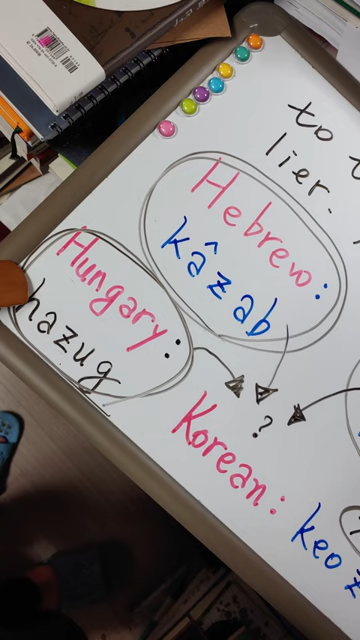 to
lier.
Hebrew:
kâzab
Hungary:
hazug
?
Korean:
keo